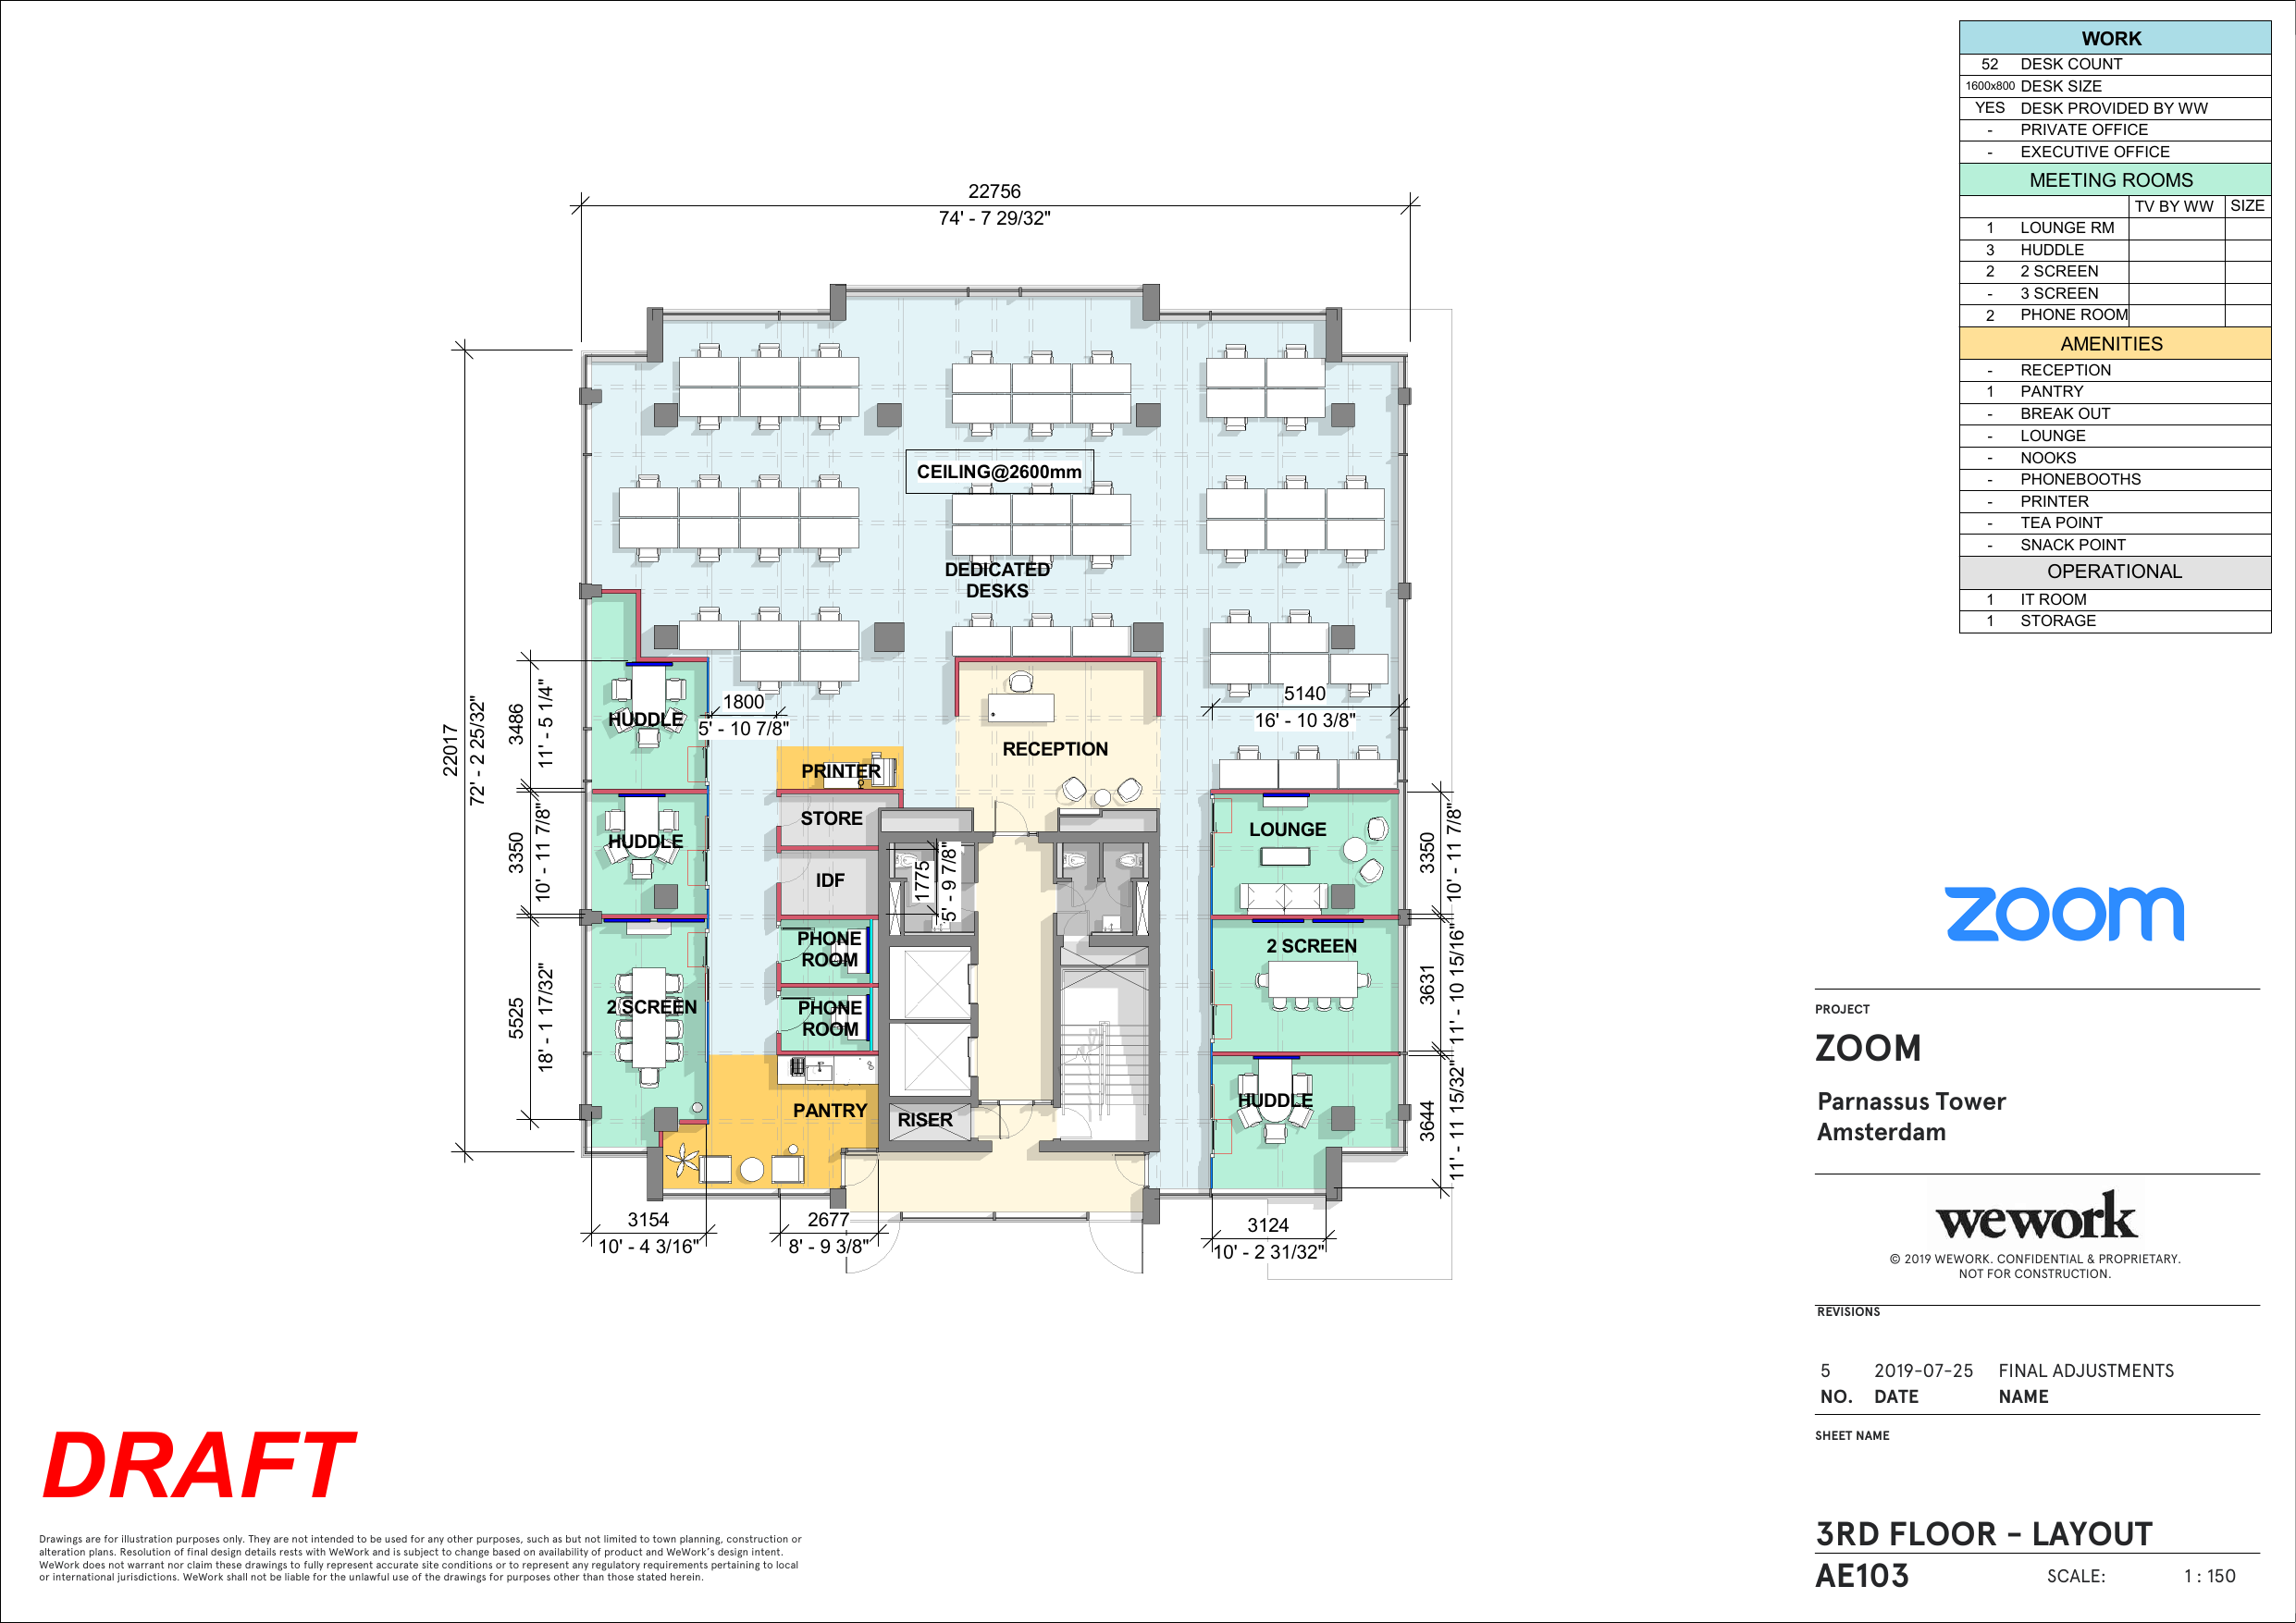 WORK
52 DESK COUNT
1600x800 DESK SIZE
YES DESK PROVIDED BY WW
- PRIVATE OFFICE
- EXECUTIVE OFFICE
MEETING ROOMS
TV BY WW SIZE
1 LOUNGE RM
3 HUDDLE
2 2 SCREEN
- 3 SCREEN
2 PHONE ROOM
AMENITIES
- RECEPTION
1 PANTRY
- BREAK OUT
- LOUNGE
- NOOKS
- PHONEBOOTHS
- PRINTER
- TEA POINT
- SNACK POINT
OPERATIONAL
1 IT ROOM
1 STORAGE
22756
74' - 7 29/32"
CEILING@2600mm
DEDICATED
DESKS
22017
72' - 2 25/32"
3486
11' - 5 1/4"
HUDDLE
1800
5' - 10 7/8"
5140
16' - 10 3/8"
RECEPTION
PRINTER
STORE
3350
10' - 11 7/8"
HUDDLE
IDF
1775
5' - 9 7/8"
LOUNGE
3350
10' - 11 7/8"
PHONE
ROOM
2 SCREEN
5525
18' - 1 17/32"
2 SCREEN
PHONE
ROOM
3631
11' - 10 15/16"
PANTRY
RISER
HUDDLE
3644
11' - 11 15/32"
3154
10' - 4 3/16"
2677
8' - 9 3/8"
3124
10' - 2 31/32"
zoom
PROJECT
ZOOM
Parnassus Tower
Amsterdam
wework
© 2019 WEWORK. CONFIDENTIAL & PROPRIETARY.
NOT FOR CONSTRUCTION.
REVISIONS
5 2019-07-25 FINAL ADJUSTMENTS
NO. DATE NAME
SHEET NAME
3RD FLOOR - LAYOUT
AE103 SCALE: 1 : 150
DRAFT
Drawings are for illustration purposes only. They are not intended to be used for any other purposes, such as but not limited to town planning, construction or
alteration plans. Resolution of final design details rests with WeWork and is subject to change based on availability of product and WeWork's design intent.
WeWork does not warrant nor claim these drawings to fully represent accurate site conditions or to represent any regulatory requirements pertaining to local
or international jurisdictions. WeWork shall not be liable for the unlawful use of the drawings for purposes other than those stated herein.